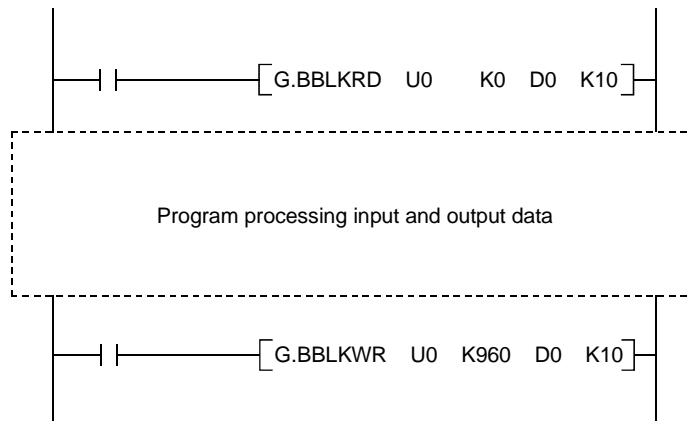 G.BBLKRD U0 K0 D0 K10
Program processing input and output data
G.BBLKWR U0 K960 D0 K10